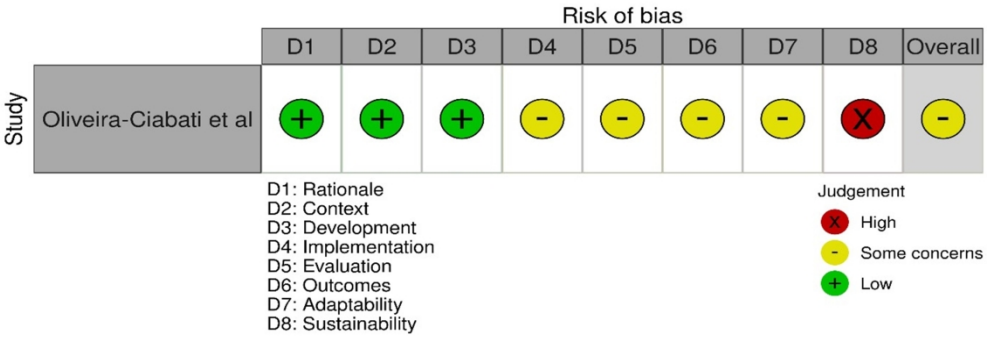 Risk of bias
D1 D2 D3 D4 D5 D6 D7 D8 Overall
Study
Oliveira-Ciabati et al + + + - - - - X -
D1: Rationale
D2: Context
D3: Development
D4: Implementation
D5: Evaluation
D6: Outcomes
D7: Adaptability
D8: Sustainability
Judgement
X High
- Some concerns
+ Low